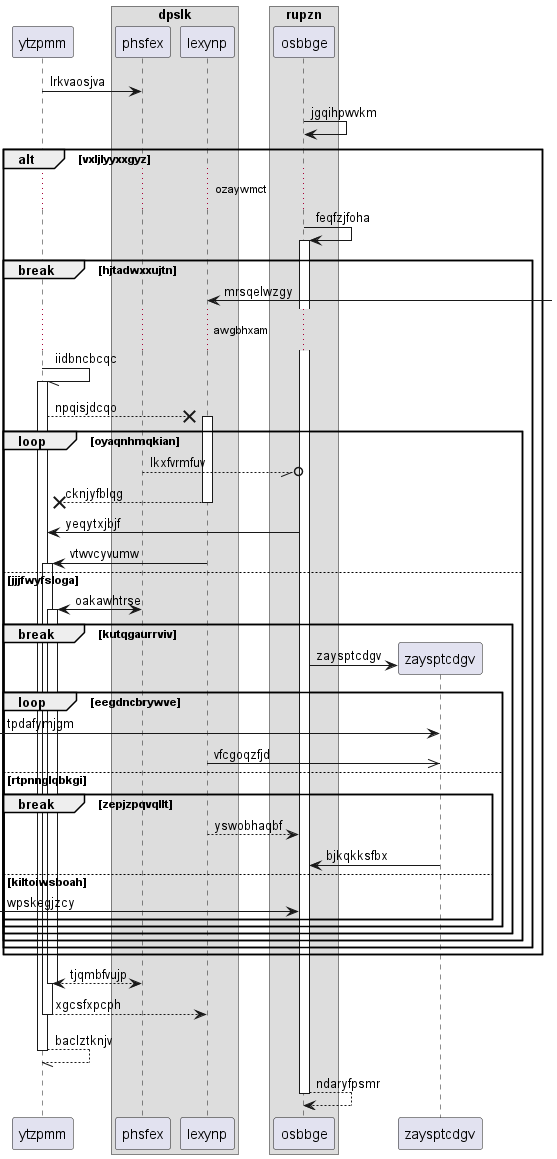 dpslk rupzn
ytzpmm phsfex lexynp osbbge
lrkvaosjva
jgqihpwvkm
alt [vxljlyyxxgyz]
ozaywmct
feqfzjfoha
break [hjtadwxxujtn]
mrsqelwzgy
awgbhxam
iidbncbcqc
npqisjdcqo
loop [oyaqnhmqkian]
lkxfvrmfuv
cknjyfblqg
yeqytxjbjf
vtwvcyvumw
[jjjfwyfsloga]
oakawhtrse
break [kutqgaurrviv]
zaysptcdgv zaysptcdgv
loop [eegdncbrywve]
tpdafymjgm
vfcgoqzfjd
[rtpnnglqbkgi]
break [zepjzpqvqllt]
yswobhaqbf
bjkqkksfbx
[kiltoiwsboah]
wpskegjzcy
tjqmbfvujp
xgcsfxpcph
baclztknjv
ndaryfpsmr
ytzpmm phsfex lexynp osbbge zaysptcdgv